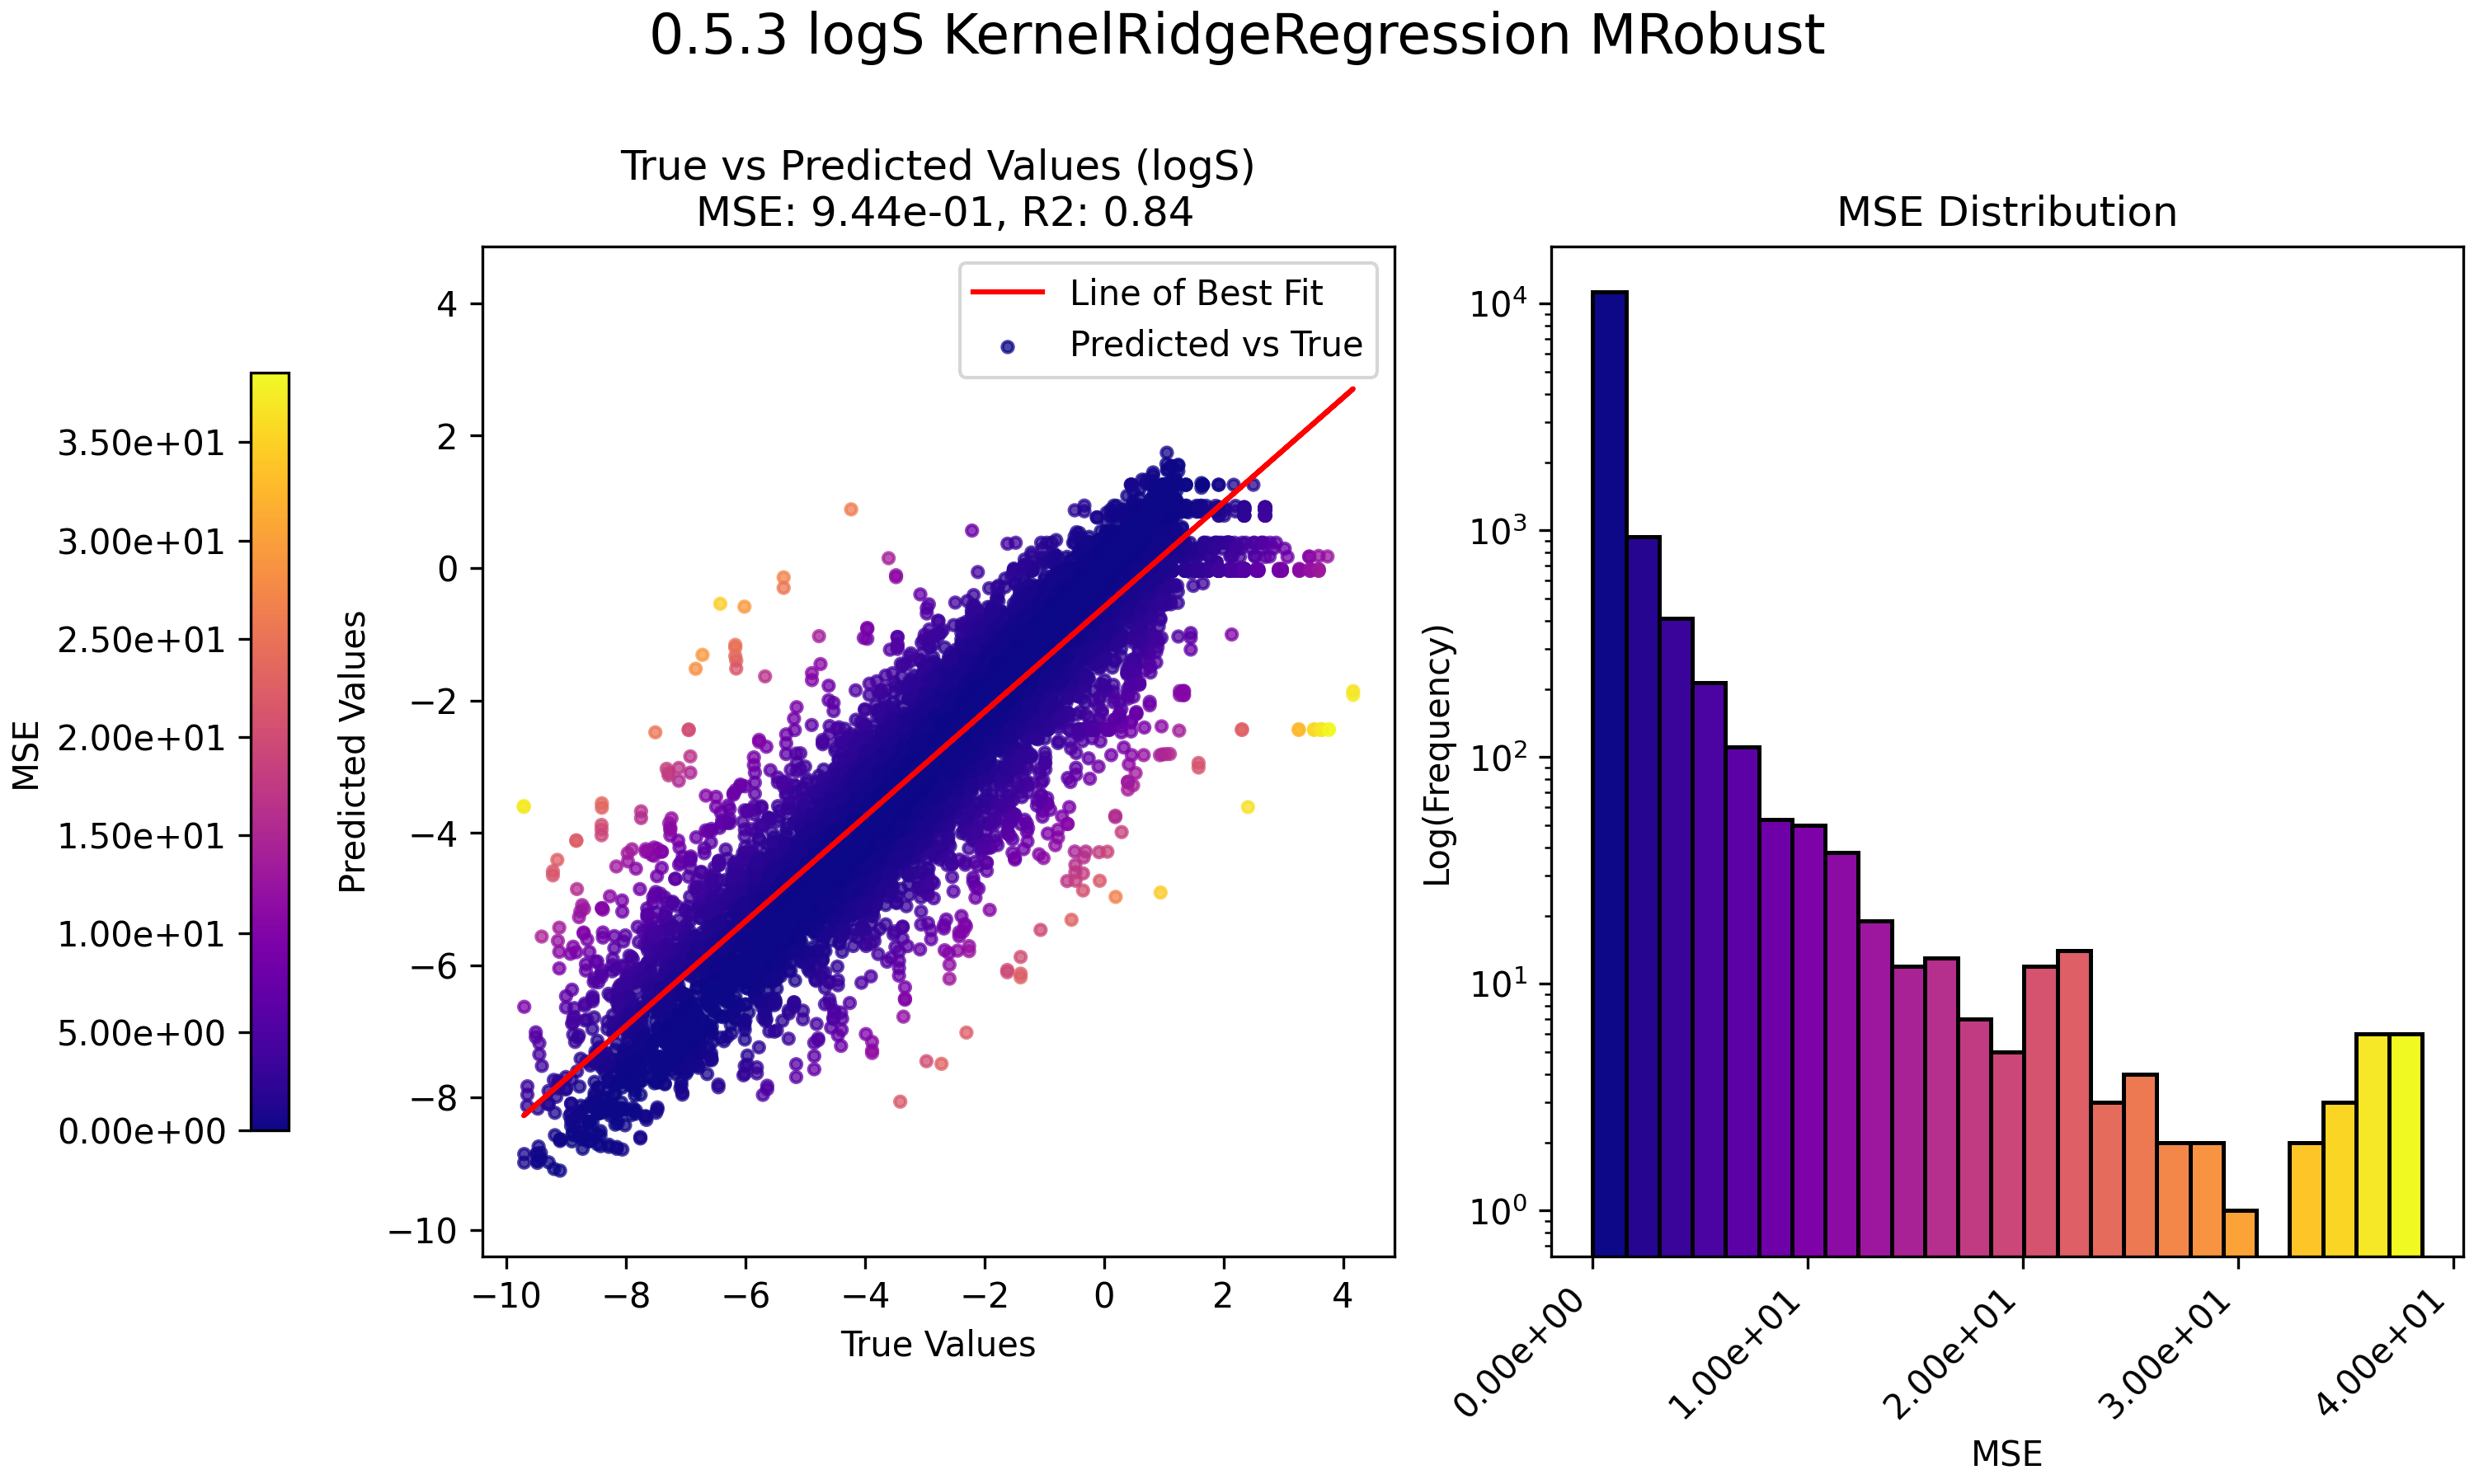 0.5.3 logS KernelRidgeRegression MRobust
True vs Predicted Values (logS)
MSE: 9.44e-01, R2: 0.84
MSE Distribution
Line of Best Fit
Predicted vs True
MSE
3.50e+01
3.00e+01
2.50e+01
2.00e+01
1.50e+01
1.00e+01
5.00e+00
0.00e+00
Predicted Values
4
2
0
−2
−4
−6
−8
−10
−10 −8 −6 −4 −2 0 2 4
True Values
Log(Frequency)
10⁴
10³
10²
10¹
10⁰
0.00e+00 1.00e+01 2.00e+01 3.00e+01 4.00e+01
MSE